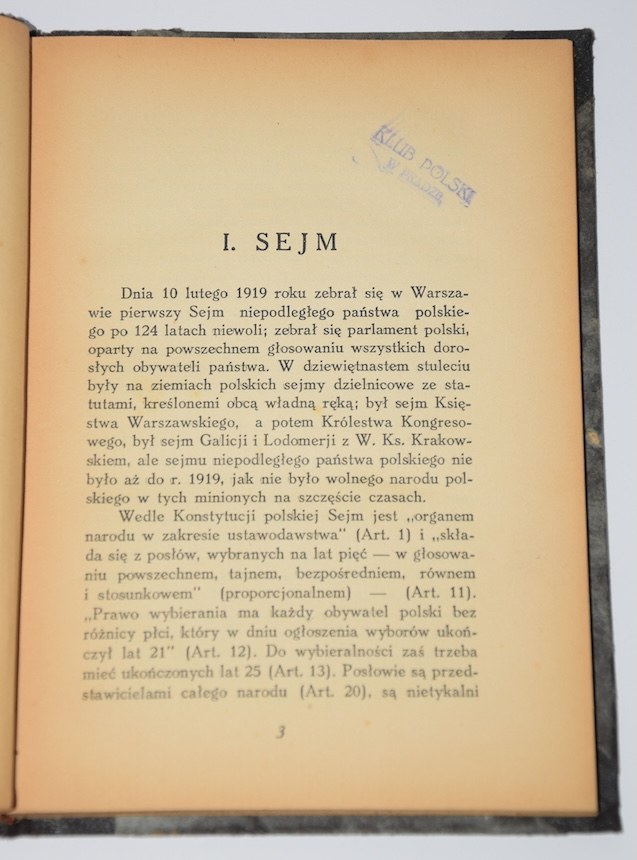 KLUB POLSKI
W PRADZE
I. SEJM
Dnia 10 lutego 1919 roku zebrał się w Warsza-
wie pierwszy Sejm niepodległego państwa polskie-
go po 124 latach niewoli; zebrał się parlament polski,
oparty na powszechnem głosowaniu wszystkich doro-
słych obywateli państwa. W dziewiętnastem stuleciu
były na ziemiach polskich sejmy dzielnicowe ze sta-
tutami, kreślonemi obcą władną ręką; był sejm Księ-
stwa Warszawskiego, a potem Królestwa Kongreso-
wego, był sejm Galicji i Lodomerji z W. Ks. Krakow-
skiem, ale sejmu niepodległego państwa polskiego nie
było aż do r. 1919, jak nie było wolnego narodu pol-
skiego w tych minionych na szczęście czasach.
Wedle Konstytucji polskiej Sejm jest „organem
narodu w zakresie ustawodawstwa" (Art. 1) i „skła-
da się z posłów, wybranych na lat pięć — w głosowa-
niu powszechnem, tajnem, bezpośredniem, równem
i stosunkowem" (proporcjonalnem) — (Art. 11).
„Prawo wybierania ma każdy obywatel polski bez
różnicy płci, który w dniu ogłoszenia wyborów ukoń-
czył lat 21" (Art. 12). Do wybieralności zaś trzeba
mieć ukończonych lat 25 (Art. 13). Posłowie są przed-
stawicielami całego narodu (Art. 20), są nietykalni
3